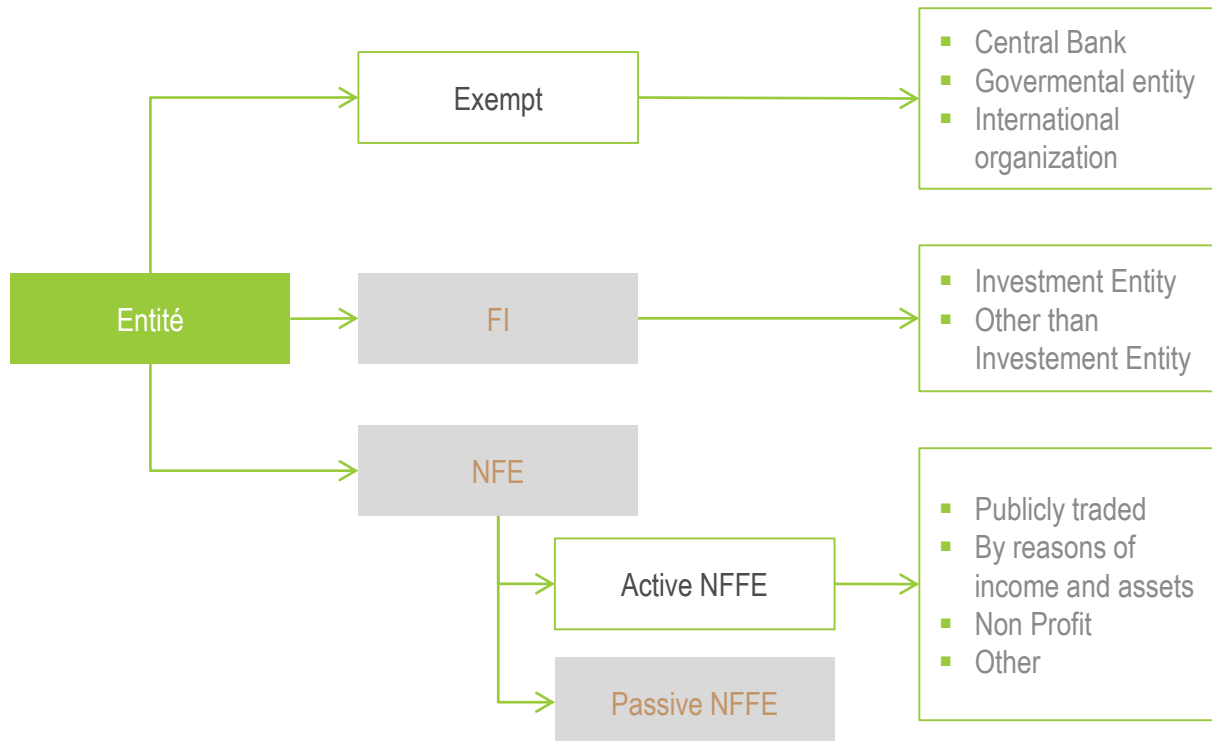 Exempt
▪ Central Bank
▪ Govermental entity
▪ International
organization
Entité
FI
▪ Investment Entity
▪ Other than
Investement Entity
NFE
Active NFFE
▪ Publicly traded
▪ By reasons of
income and assets
▪ Non Profit
▪ Other
Passive NFFE